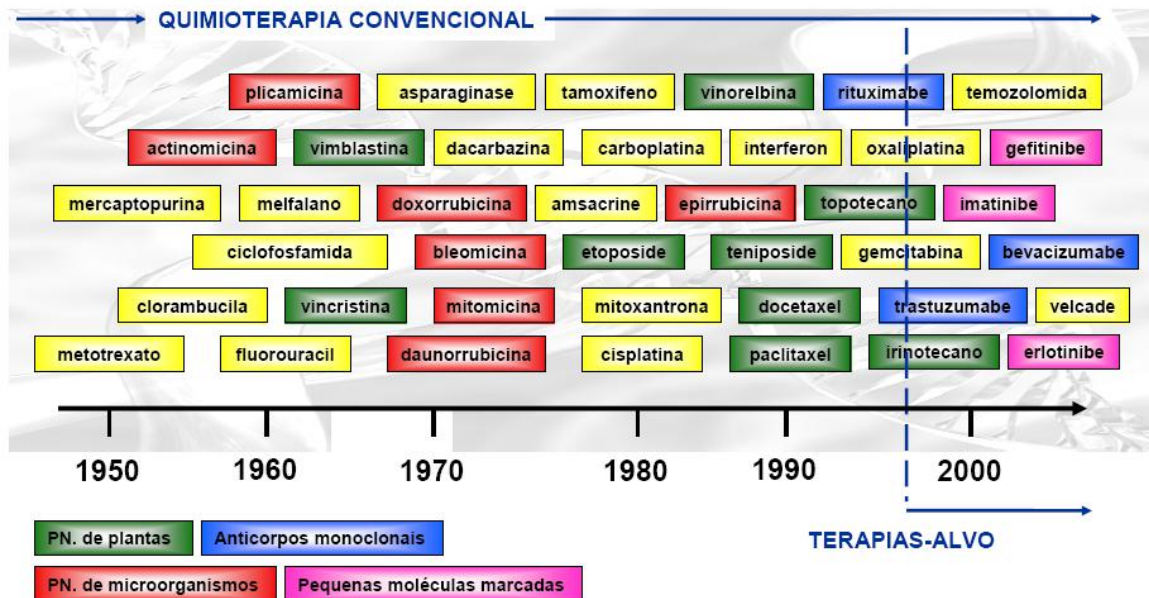 QUIMIOTERAPIA CONVENCIONAL
plicamicina asparaginase tamoxifeno vinorelbina rituximabe temozolomida
actinomicina vimblastina dacarbazina carboplatina interferon oxaliplatina gefitinibe
mercaptopurina melfalano doxorrubicina amsacrine epirrubicina topotecano imatinibe
ciclofosfamida bleomicina etoposide teniposide gemcitabina bevacizumabe
clorambucila vincristina mitomicina mitoxantrona docetaxel trastuzumabe velcade
metotrexato fluorouracil daunorrubicina cisplatina paclitaxel irinotecano erlotinibe
1950 1960 1970 1980 1990 2000
PN. de plantas Anticorpos monoclonais
TERAPIAS-ALVO
PN. de microorganismos Pequenas moléculas marcadas